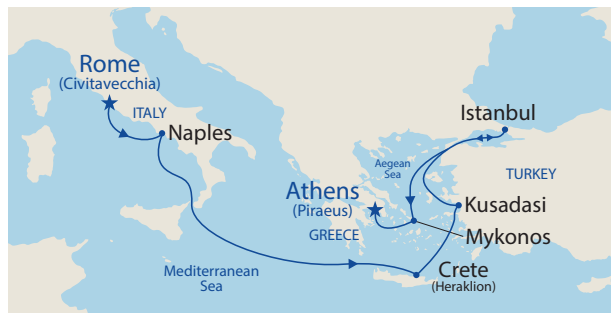 Rome
(Civitavecchia)
ITALY
Naples
Istanbul
Aegean
Sea
TURKEY
Athens
(Piraeus)
Kusadasi
GREECE
Mykonos
Mediterranean
Sea
Crete
(Heraklion)